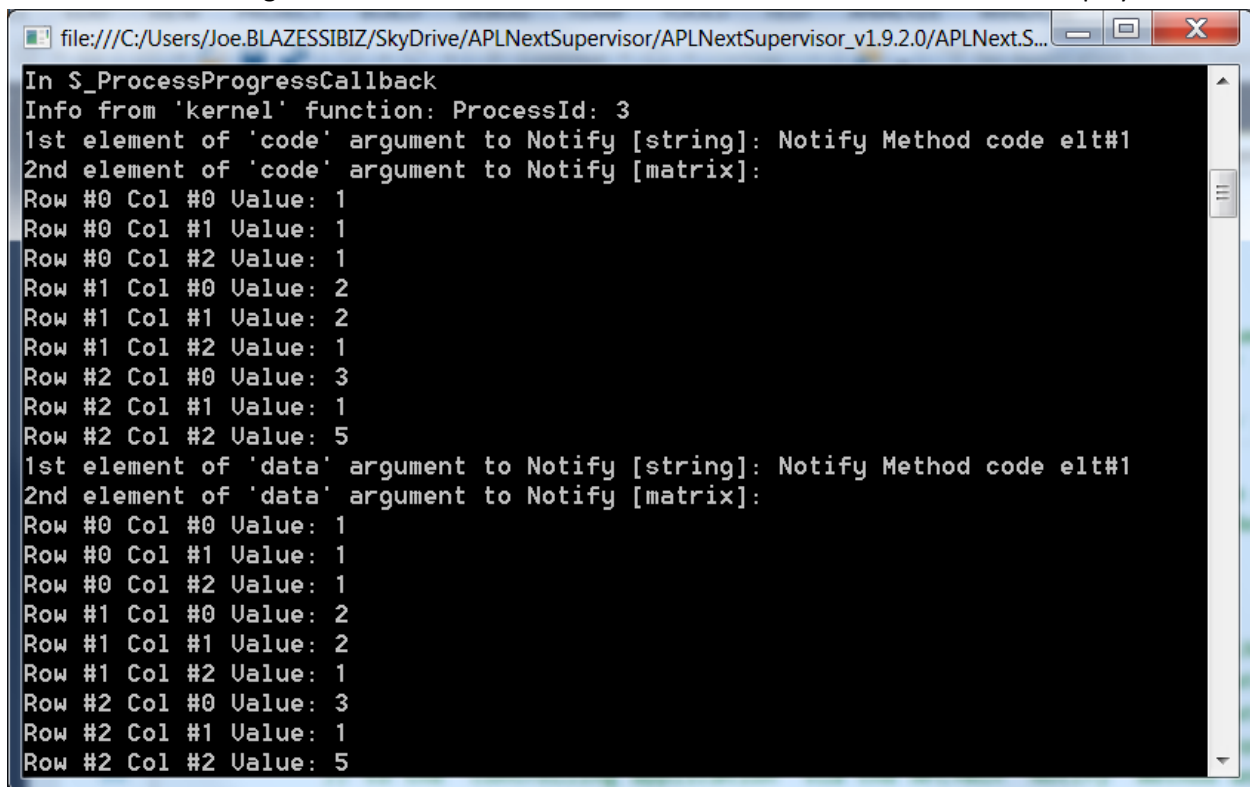 file:///C:/Users/Joe.BLAZESSIBIZ/SkyDrive/APLNextSupervisor/APLNextSupervisor_v1.9.2.0/APLNext.S...
In S_ProcessProgressCallback
Info from 'kernel' function: ProcessId: 3
1st element of 'code' argument to Notify [string]: Notify Method code elt#1
2nd element of 'code' argument to Notify [matrix]:
Row #0 Col #0 Value: 1
Row #0 Col #1 Value: 1
Row #0 Col #2 Value: 1
Row #1 Col #0 Value: 2
Row #1 Col #1 Value: 2
Row #1 Col #2 Value: 1
Row #2 Col #0 Value: 3
Row #2 Col #1 Value: 1
Row #2 Col #2 Value: 5
1st element of 'data' argument to Notify [string]: Notify Method code elt#1
2nd element of 'data' argument to Notify [matrix]:
Row #0 Col #0 Value: 1
Row #0 Col #1 Value: 1
Row #0 Col #2 Value: 1
Row #1 Col #0 Value: 2
Row #1 Col #1 Value: 2
Row #1 Col #2 Value: 1
Row #2 Col #0 Value: 3
Row #2 Col #1 Value: 1
Row #2 Col #2 Value: 5